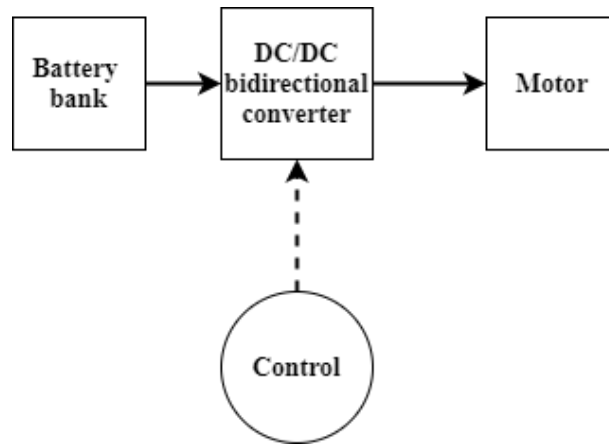 Battery
bank
DC/DC
bidirectional
converter
Motor
Control